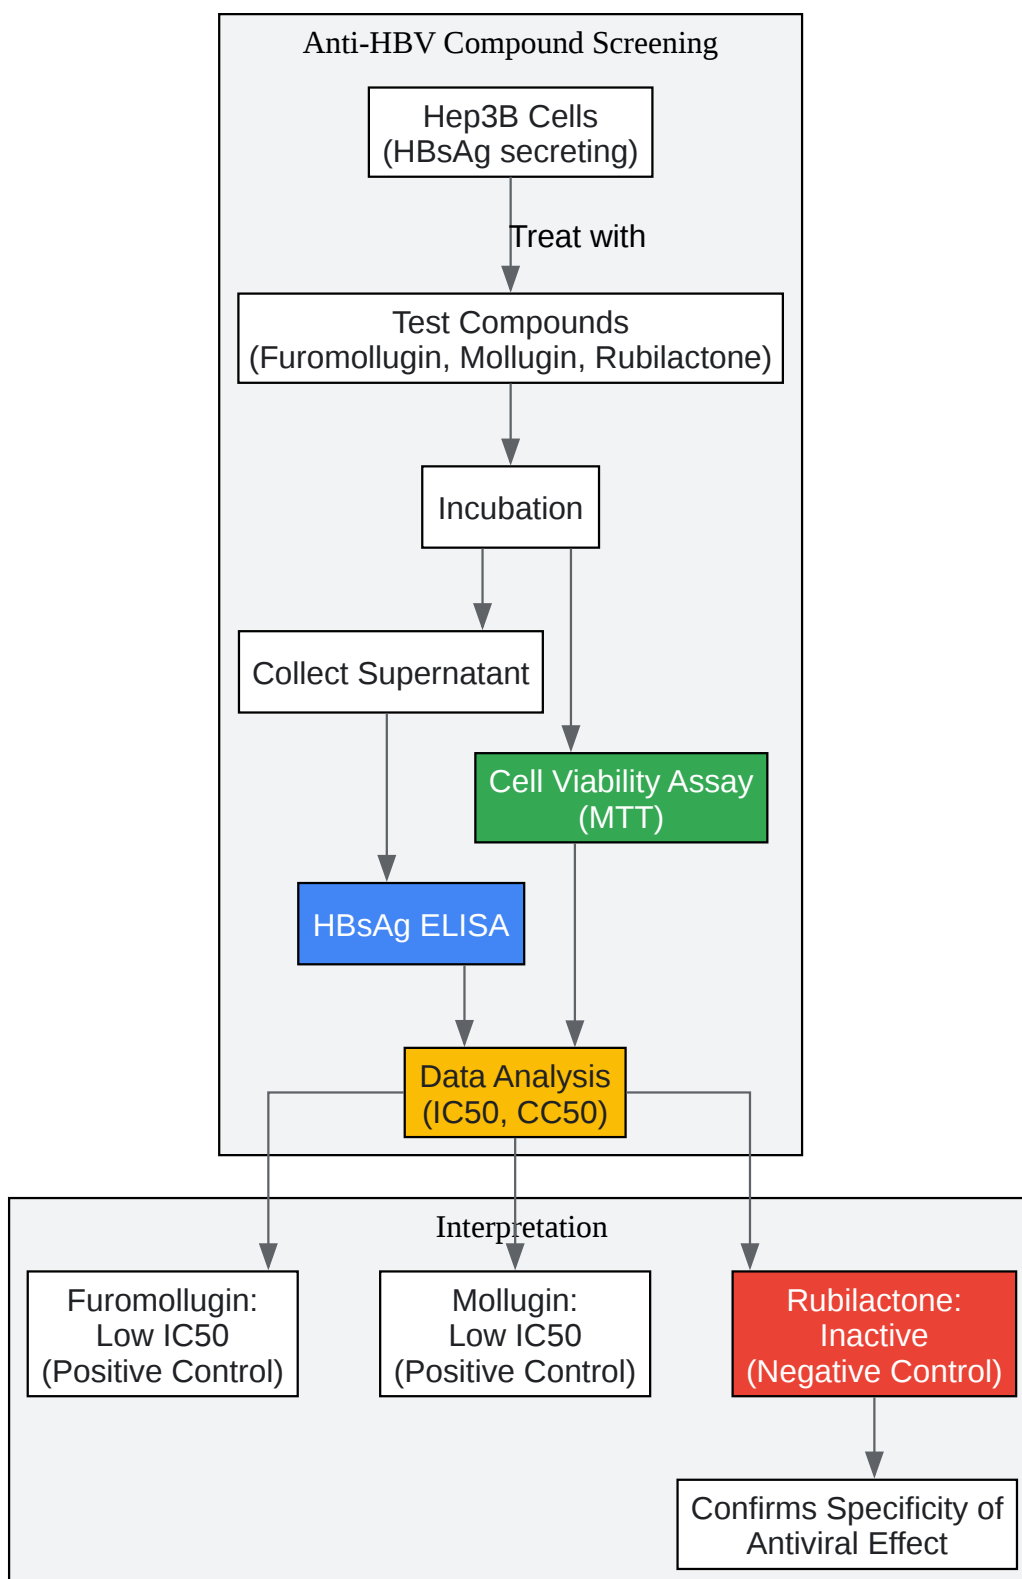 Anti-HBV Compound Screening
Hep3B Cells
(HBsAg secreting)
Treat with
Test Compounds
(Furomollugin, Mollugin, Rubilactone)
Incubation
Collect Supernatant
Cell Viability Assay
(MTT)
HBsAg ELISA
Data Analysis
(IC50, CC50)
Interpretation
Furomollugin:
Low IC50
(Positive Control)
Mollugin:
Low IC50
(Positive Control)
Rubilactone:
Inactive
(Negative Control)
Confirms Specificity of
Antiviral Effect